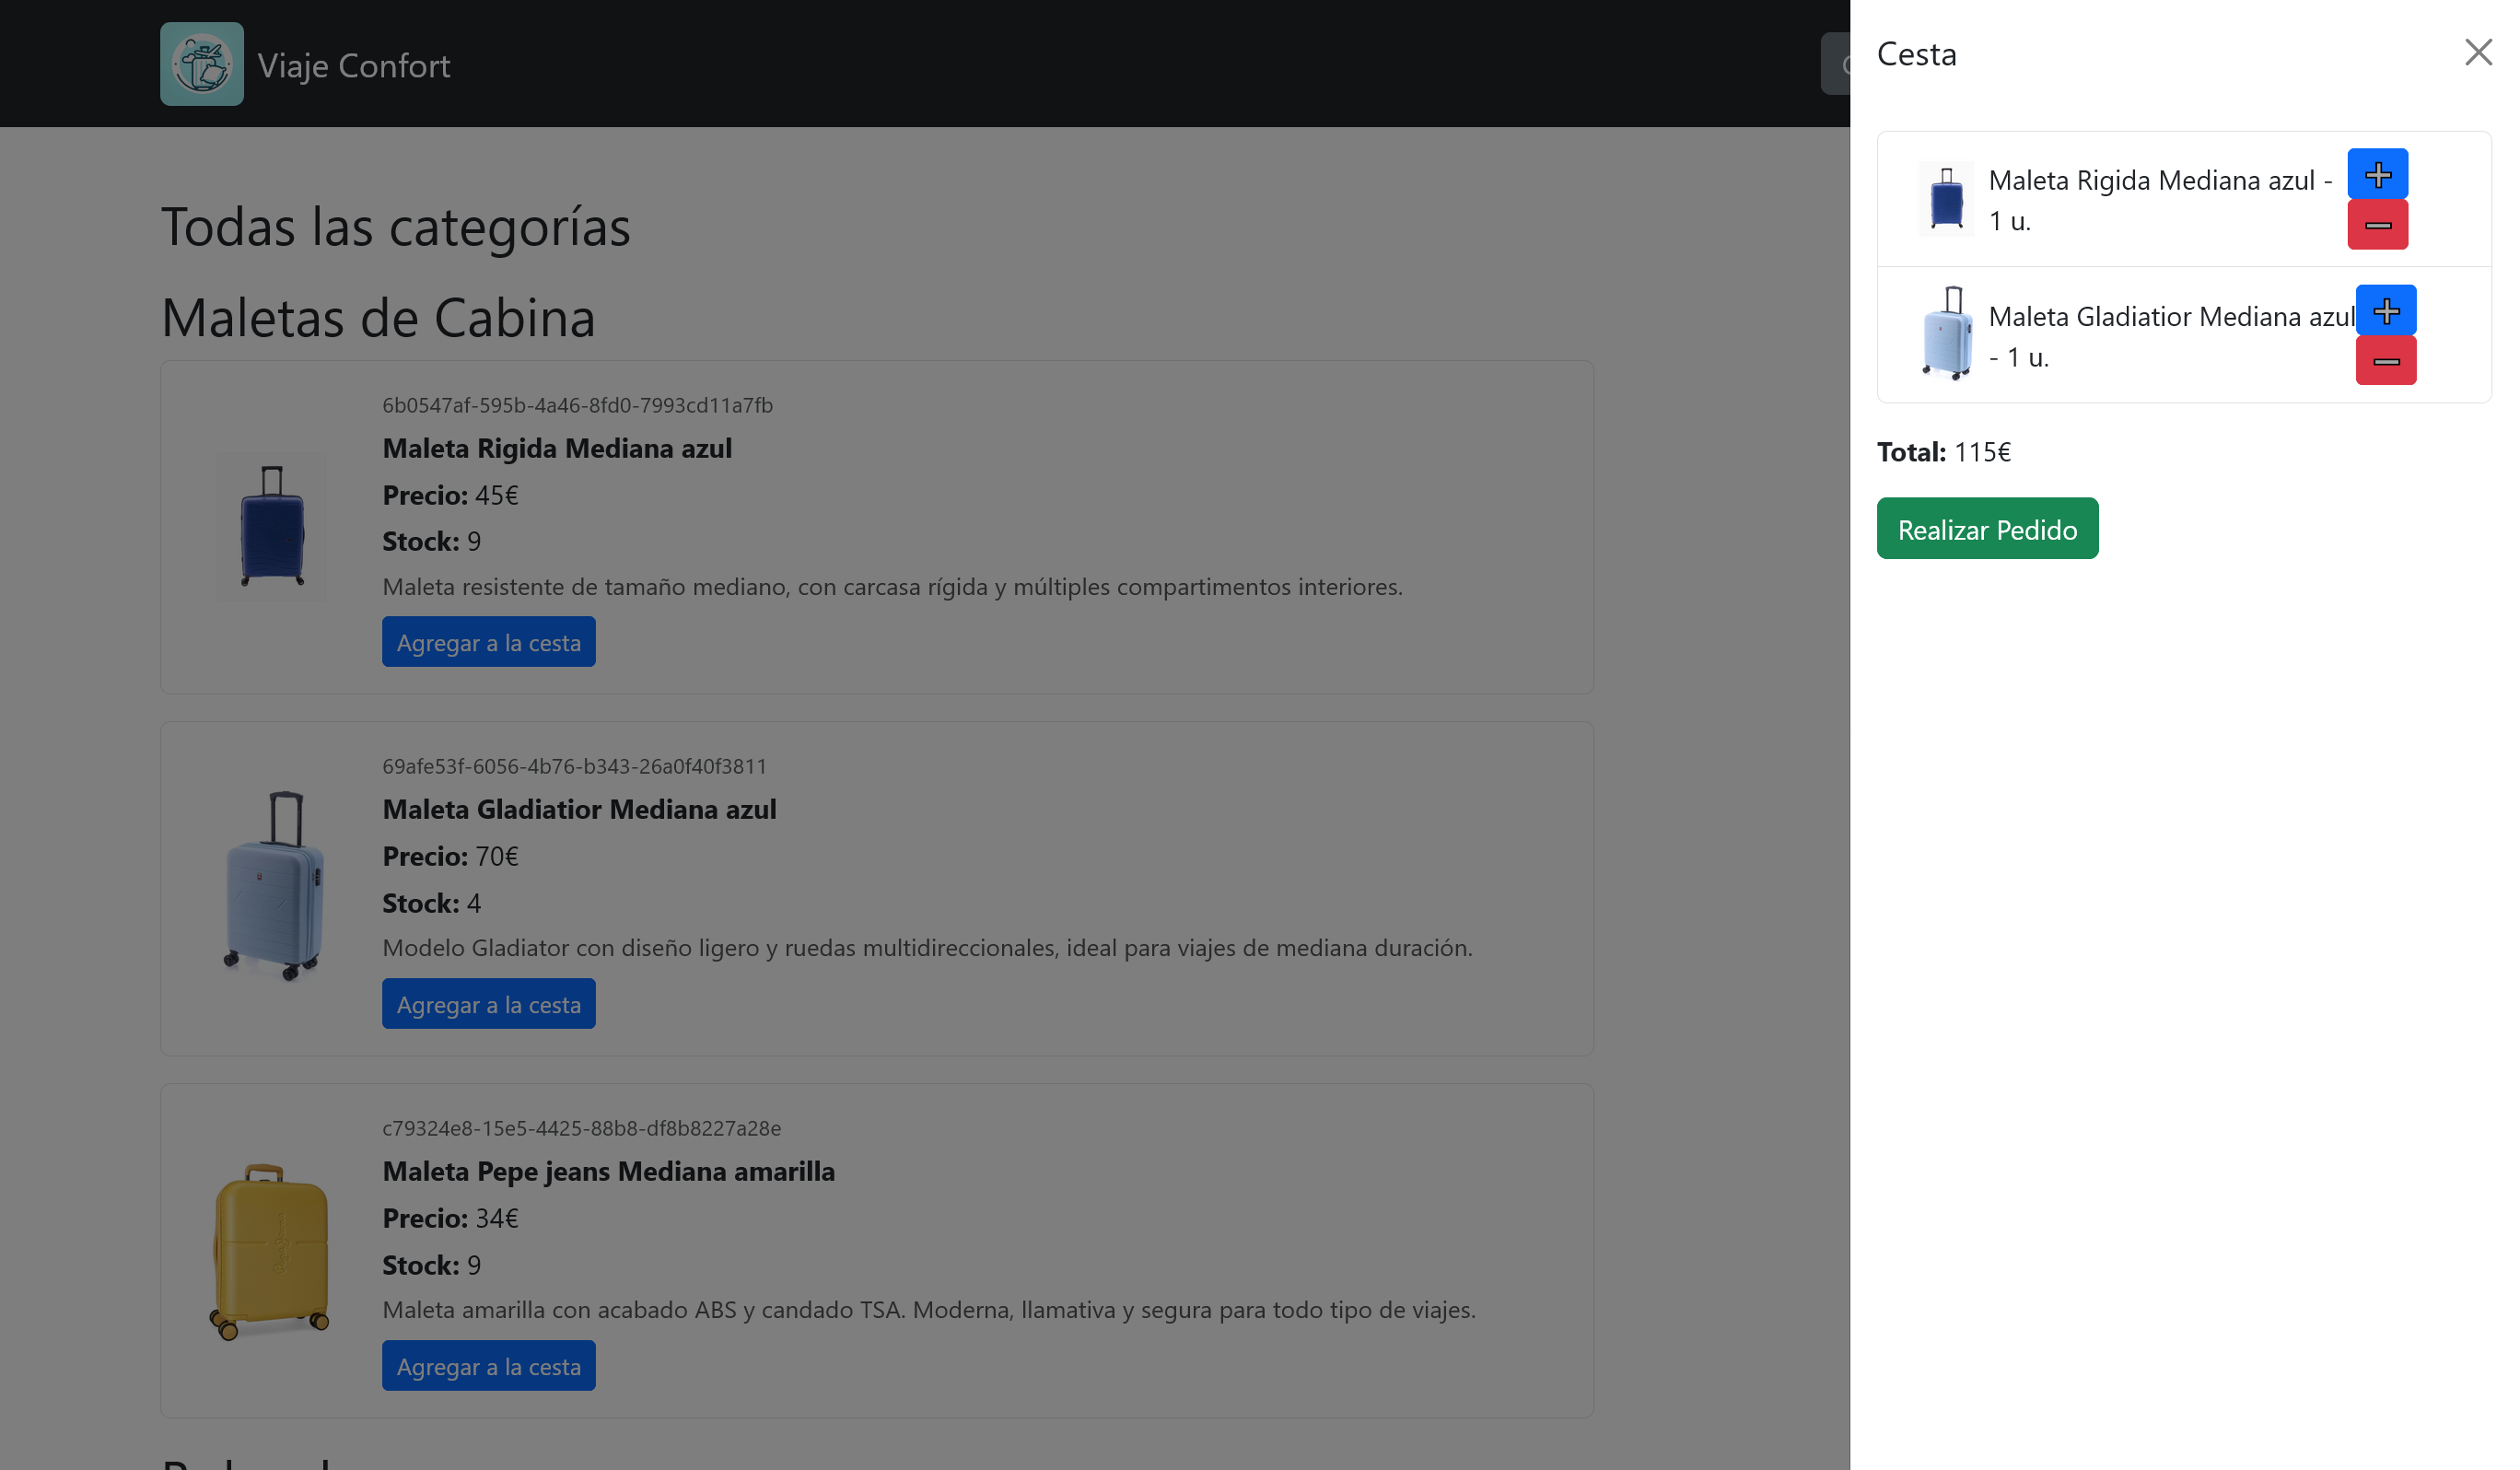 Viaje Confort
Todas las categorías
Maletas de Cabina
6b0547af-595b-4a46-8fd0-7993cd11a7fb
Maleta Rigida Mediana azul
Precio: 45€
Stock: 9
Maleta resistente de tamaño mediano, con carcasa rígida y múltiples compartimentos interiores.
Agregar a la cesta
69afe53f-6056-4b76-b343-26a0f40f3811
Maleta Gladiatior Mediana azul
Precio: 70€
Stock: 4
Modelo Gladiator con diseño ligero y ruedas multidireccionales, ideal para viajes de mediana duración.
Agregar a la cesta
c79324e8-15e5-4425-88b8-df8b8227a28e
Maleta Pepe jeans Mediana amarilla
Precio: 34€
Stock: 9
Maleta amarilla con acabado ABS y candado TSA. Moderna, llamativa y segura para todo tipo de viajes.
Agregar a la cesta
Cesta
Maleta Rigida Mediana azul -
1 u.
Maleta Gladiatior Mediana azul
- 1 u.
Total: 115€
Realizar Pedido